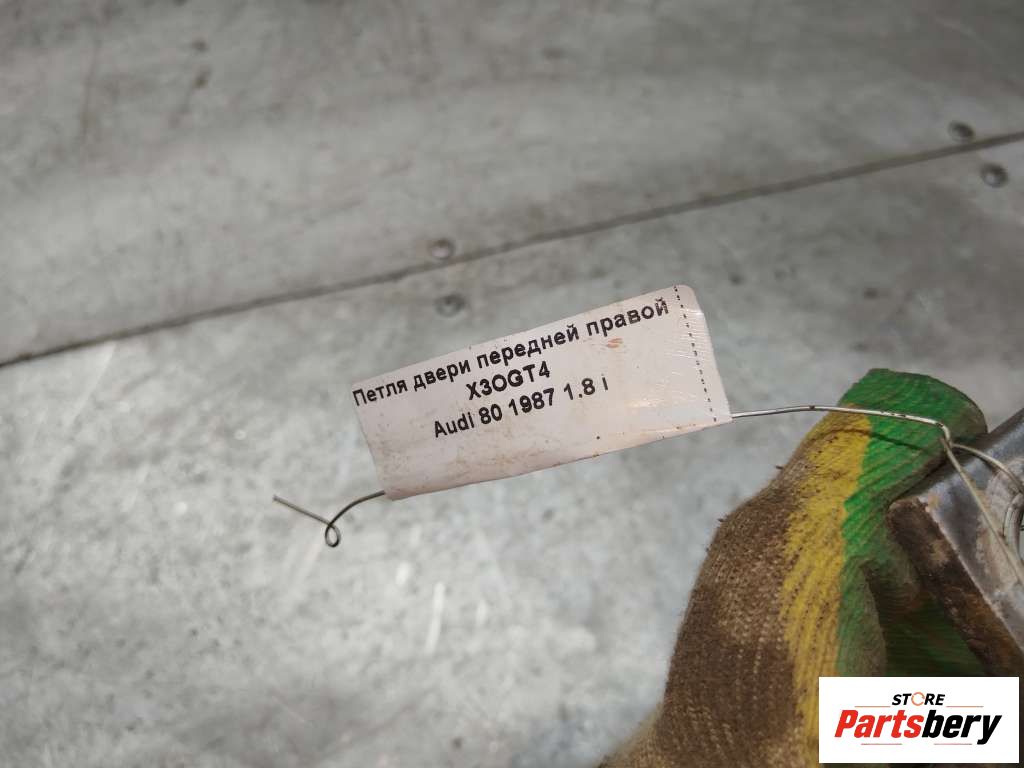 Петля двери передней правой
X3OGT4
Audi 80 1987 1.8 i
STORE
Partsbery